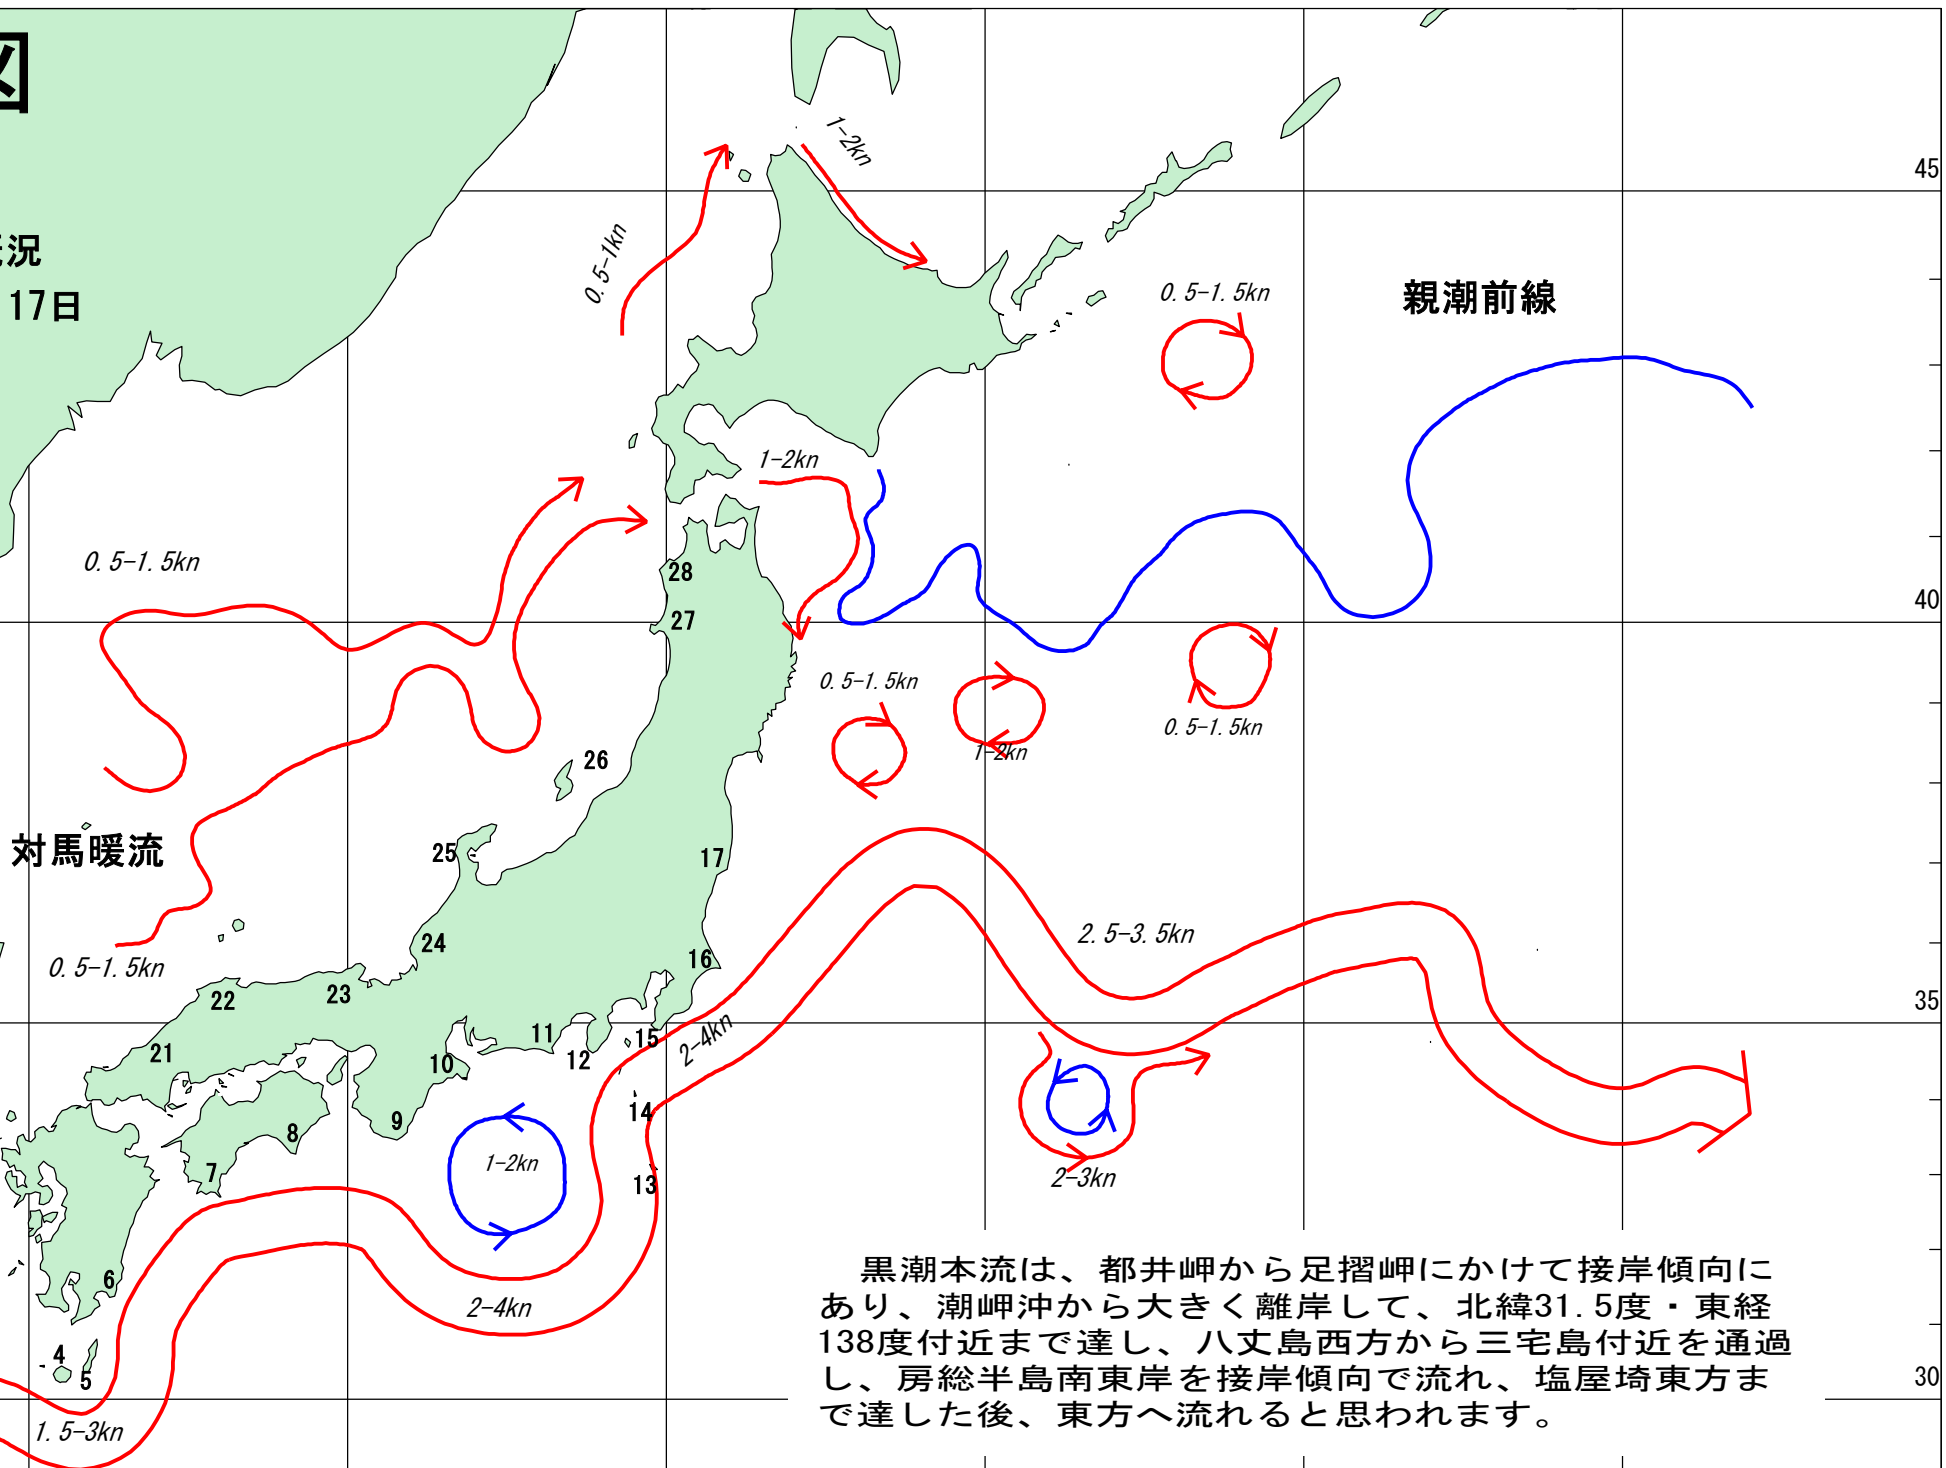 図
況
17日
1-2kn
45
0.5-1kn
0.5-1.5kn
親潮前線
1-2kn
0.5-1.5kn
28
40
27
0.5-1.5kn
1-2kn
0.5-1.5kn
26
対馬暖流
25
17
24
2.5-3.5kn
16
0.5-1.5kn
22
23
35
21
11
12
15
2-4kn
10
14
9
8
1-2kn
7
13
2-3kn
6
2-4kn
黒潮本流は、都井岬から足摺岬にかけて接岸傾向に
あり、潮岬沖から大きく離岸して、北緯31.5度・東経
138度付近まで達し、八丈島西方から三宅島付近を通過
し、房総半島南東岸を接岸傾向で流れ、塩屋埼東方ま
で達した後、東方へ流れると思われます。
4
5
30
1.5-3kn